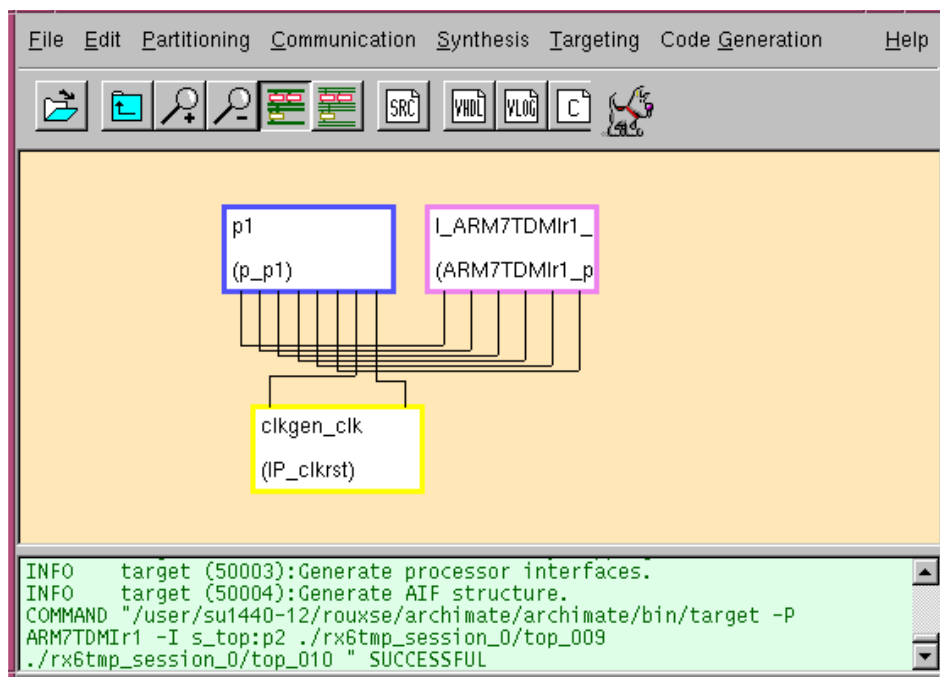 File Edit Partitioning Communication Synthesis Targeting Code Generation Help
SRC VHDL VLOG C
p1
(p_p1)
I_ARM7TDMIr1_
(ARM7TDMIr1_p
clkgen_clk
(IP_clkrst)
INFO target (50003):Generate processor interfaces.
INFO target (50004):Generate AIF structure.
COMMAND "/user/su1440-12/rouxse/archimate/archimate/bin/target -P
ARM7TDMIr1 -I s_top:p2 ./rx6tmp_session_0/top_009
./rx6tmp_session_0/top_010 " SUCCESSFUL